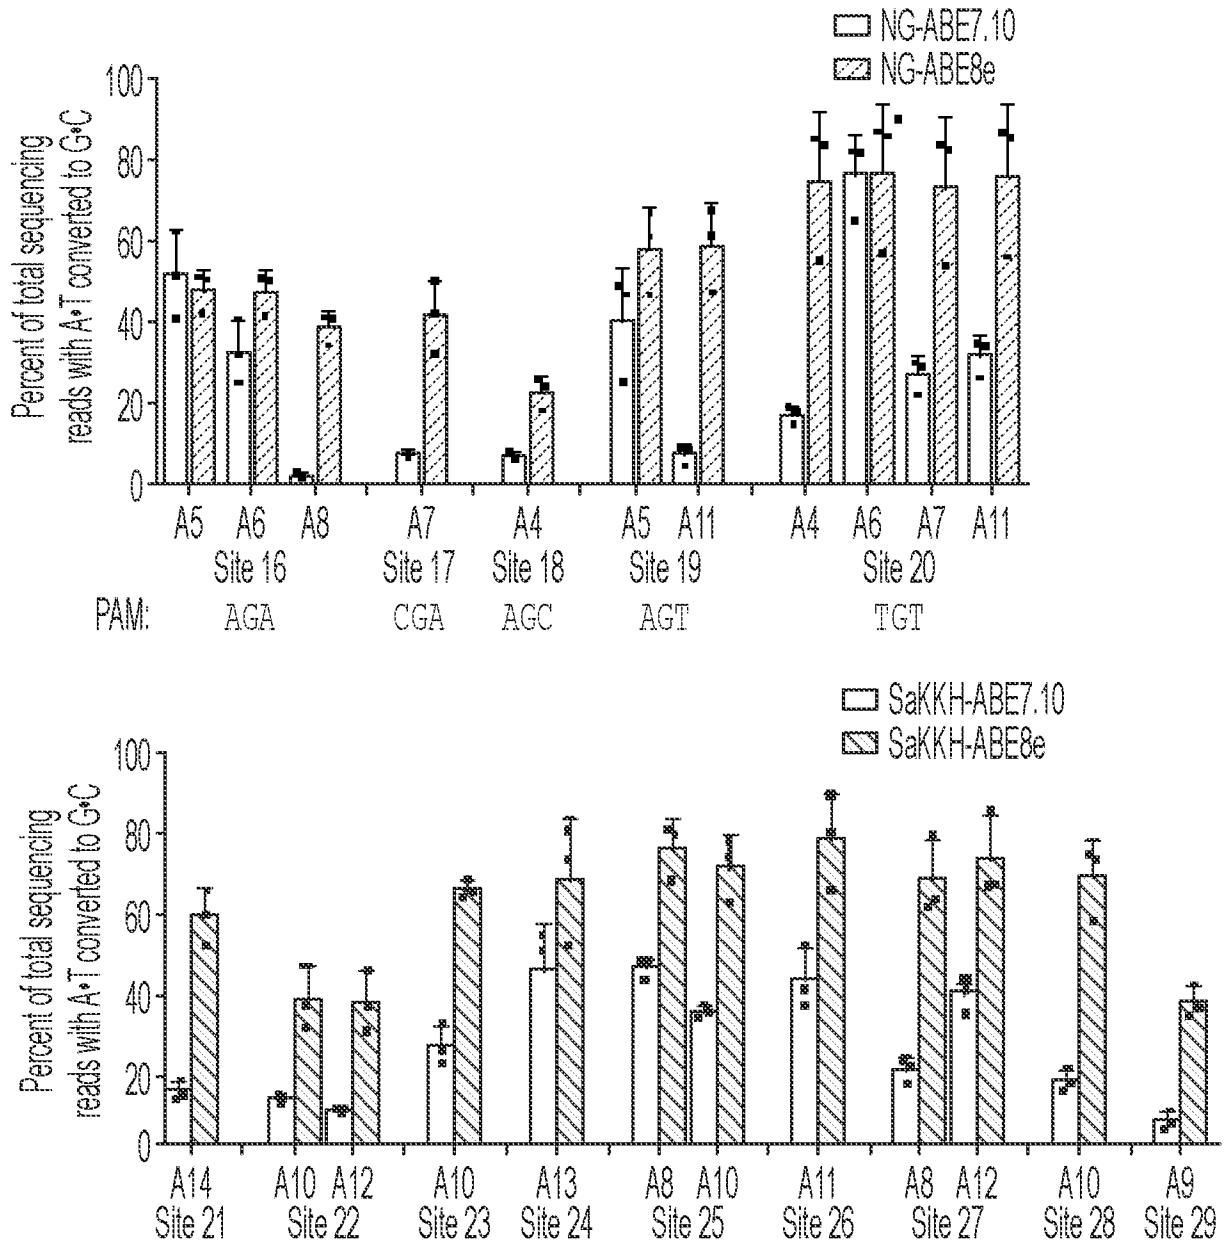 NG-ABE7.10
NG-ABE8e
Percent of total sequencing
reads with A•T converted to G•C
100
80
60
40
20
0
A5 A6 A8 A7 A4 A5 A11 A4 A6 A7 A11
Site 16 Site 17 Site 18 Site 19 Site 20
PAM: AGA CGA AGC AGT TGT
SaKKH-ABE7.10
SaKKH-ABE8e
Percent of total sequencing
reads with A•T converted to G•C
100
80
60
40
20
0
A14 A10 A12 A10 A13 A8 A10 A11 A8 A12 A10 A9
Site 21 Site 22 Site 23 Site 24 Site 25 Site 26 Site 27 Site 28 Site 29